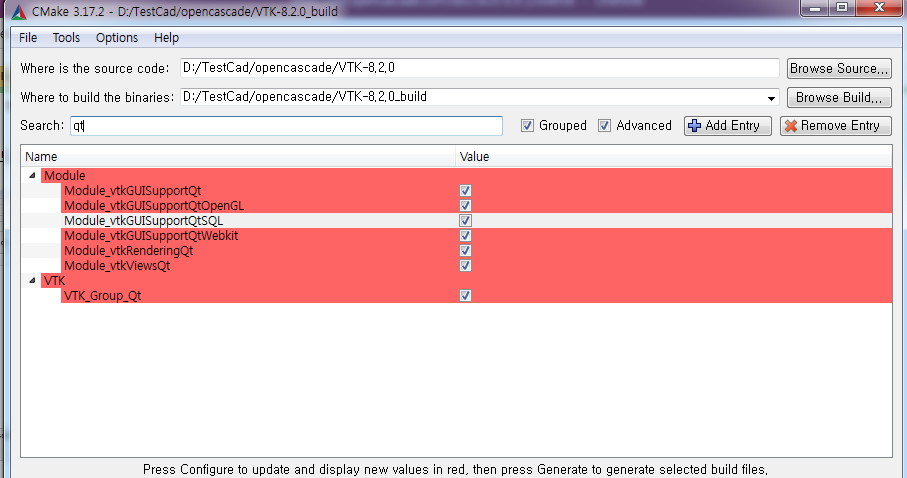 CMake 3.17.2 - D:/TestCad/opencascade/VTK-8.2.0_build
File Tools Options Help
Where is the source code: D:/TestCad/opencascade/VTK-8,2,0 Browse Source,,,
Where to build the binaries: D:/TestCad/opencascade/VTK-8,2,0_build Browse Build,,,
Search: qt Grouped Advanced Add Entry Remove Entry
Name Value
Module
Module_vtkGUISupportQt
Module_vtkGUISupportQtOpenGL
Module_vtkGUISupportQtSQL
Module_vtkGUISupportQtWebkit
Module_vtkRenderingQt
Module_vtkViewsQt
VTK
VTK_Group_Qt
Press Configure to update and display new values in red, then press Generate to generate selected build files,